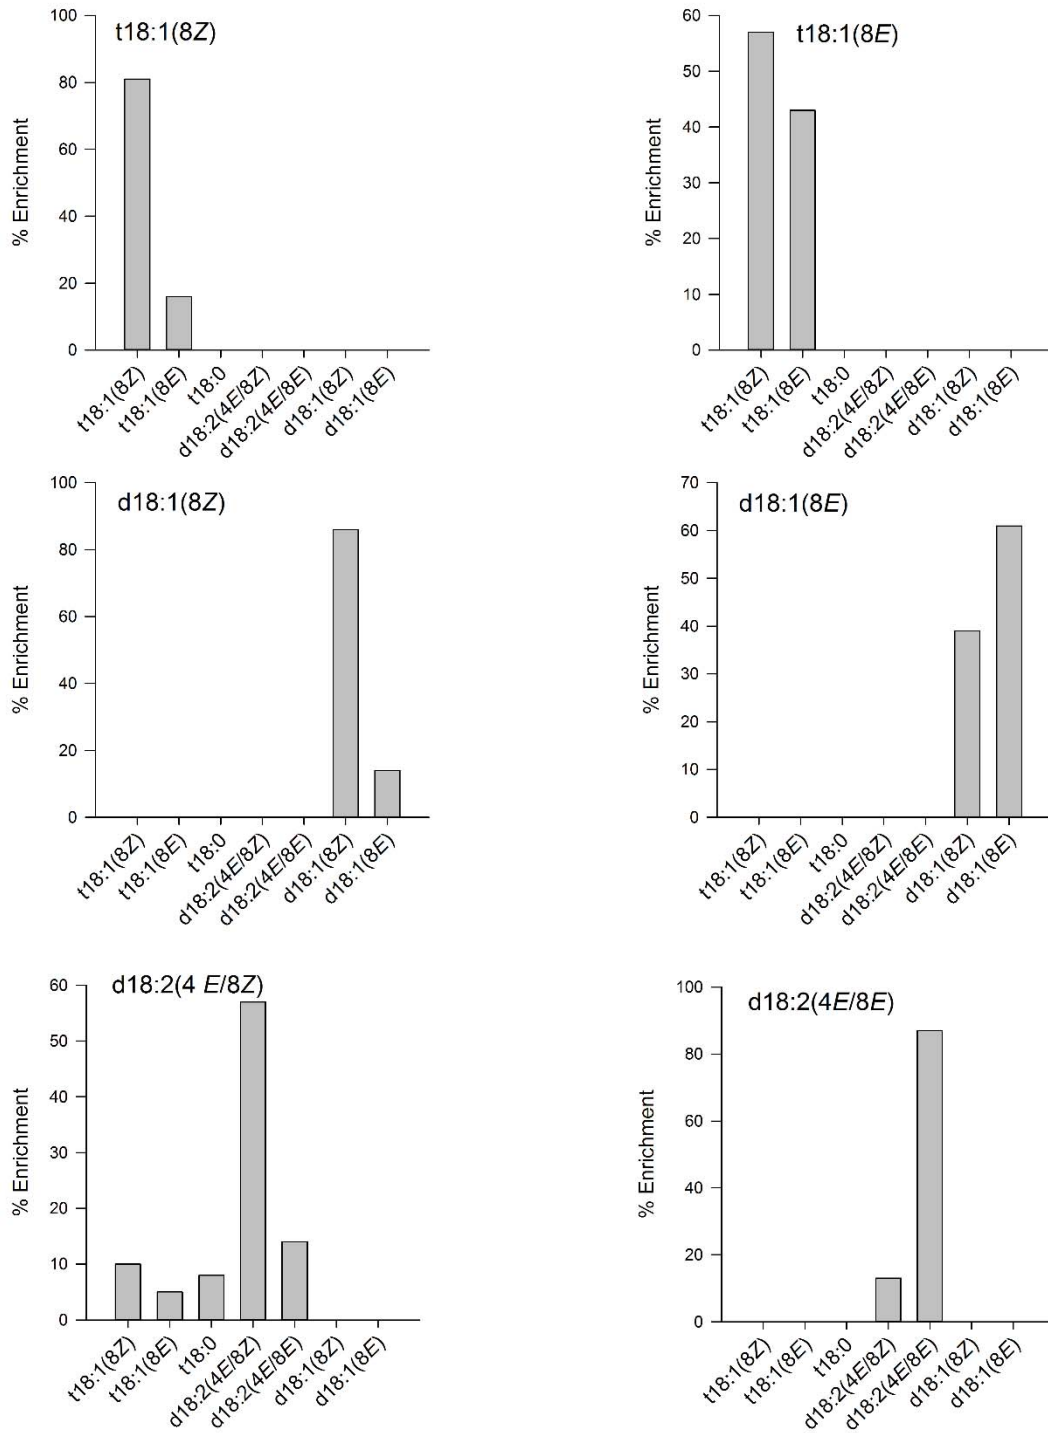 t18:1(8Z)
% Enrichment
100
80
60
40
20
0
t18:1(8Z)
t18:1(8E)
t18:0
d18:2(4E/8Z)
d18:2(4E/8E)
d18:1(8Z)
d18:1(8E)
t18:1(8E)
% Enrichment
60
50
40
30
20
10
0
t18:1(8Z)
t18:1(8E)
t18:0
d18:2(4E/8Z)
d18:2(4E/8E)
d18:1(8Z)
d18:1(8E)
d18:1(8Z)
% Enrichment
100
80
60
40
20
0
t18:1(8Z)
t18:1(8E)
t18:0
d18:2(4E/8Z)
d18:2(4E/8E)
d18:1(8Z)
d18:1(8E)
d18:1(8E)
% Enrichment
70
60
50
40
30
20
10
0
t18:1(8Z)
t18:1(8E)
t18:0
d18:2(4E/8Z)
d18:2(4E/8E)
d18:1(8Z)
d18:1(8E)
d18:2(4 E/8Z)
% Enrichment
60
50
40
30
20
10
0
t18:1(8Z)
t18:1(8E)
t18:0
d18:2(4E/8Z)
d18:2(4E/8E)
d18:1(8Z)
d18:1(8E)
d18:2(4E/8E)
% Enrichment
100
80
60
40
20
0
t18:1(8Z)
t18:1(8E)
t18:0
d18:2(4E/8Z)
d18:2(4E/8E)
d18:1(8Z)
d18:1(8E)